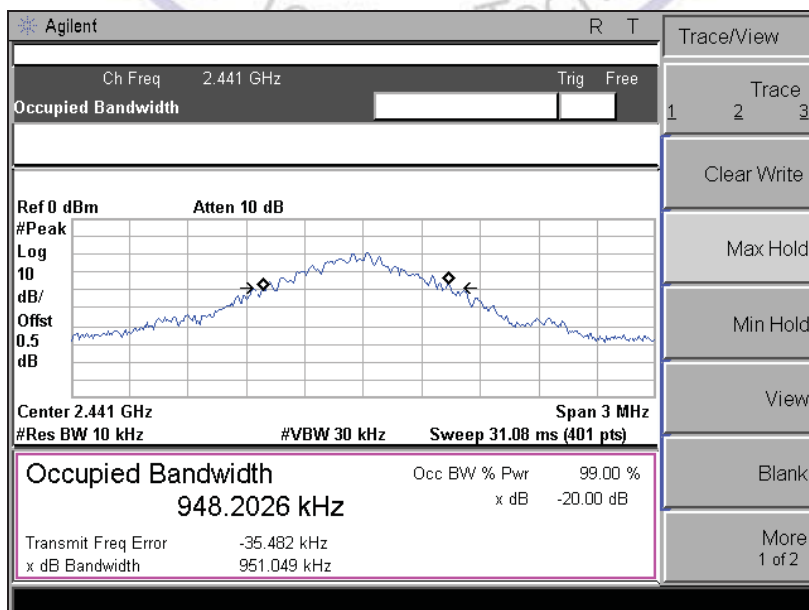 Agilent R T
Trace/View
Ch Freq 2.441 GHz Trig Free
Occupied Bandwidth
Trace
1 2 3
Clear Write
Max Hold
Min Hold
View
Blank
More
1 of 2
Ref 0 dBm Atten 10 dB
#Peak
Log
10
dB/
Offst
0.5
dB
Center 2.441 GHz Span 3 MHz
#Res BW 10 kHz #VBW 30 kHz Sweep 31.08 ms (401 pts)
Occupied Bandwidth Occ BW % Pwr 99.00 %
948.2026 kHz x dB -20.00 dB
Transmit Freq Error -35.482 kHz
x dB Bandwidth 951.049 kHz